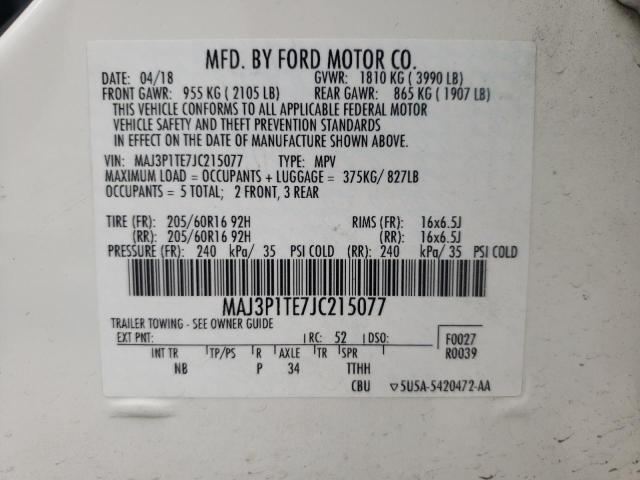 MFD. BY FORD MOTOR CO.
DATE: 04/18 GVWR: 1810 KG ( 3990 LB)
FRONT GAWR: 955 KG ( 2105 LB) REAR GAWR: 865 KG ( 1907 LB)
THIS VEHICLE CONFORMS TO ALL APPLICABLE FEDERAL MOTOR
VEHICLE SAFETY AND THEFT PREVENTION STANDARDS
IN EFFECT ON THE DATE OF MANUFACTURE SHOWN ABOVE.
VIN: MAJ3P1TE7JC215077 TYPE: MPV
MAXIMUM LOAD = OCCUPANTS + LUGGAGE = 375KG/ 827LB
OCCUPANTS = 5 TOTAL; 2 FRONT, 3 REAR
TIRE (FR): 205/60R16 92H RIMS (FR): 16x6.5J
(RR): 205/60R16 92H (RR): 16x6.5J
PRESSURE (FR): 240 kPa/ 35 PSI COLD (RR): 240 kPa/ 35 PSI COLD
MAJ3P1TE7JC215077
TRAILER TOWING - SEE OWNER GUIDE
EXT PNT: RC: 52 DSO: F0027
INT TR TP/PS R AXLE TR SPR R0039
NB P 34 TTHH
CBU ▽5U5A-5420472-AA